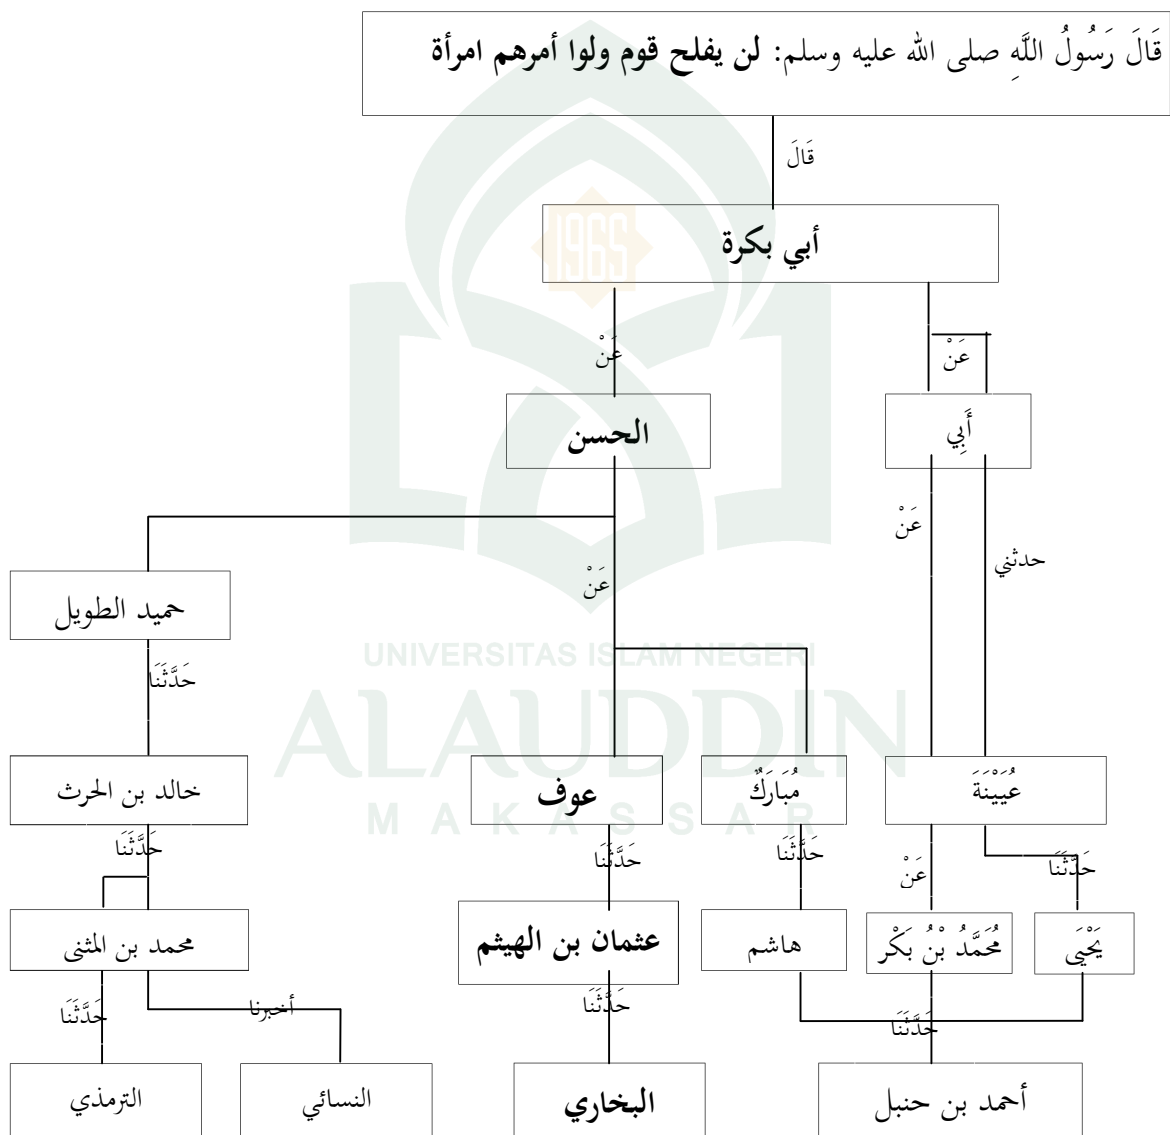 قَالَ رَسُولُ اللَّهِ صلى الله عليه وسلم: لن يفلح قوم ولوا أمرهم امرأة
قَالَ
1965
أبي بكرة
عَنْ
عَنْ
الحسن
أَبِي
عَنْ
حدثني
عَنْ
حميد الطويل
UNIVERSITAS ISLAM NEGERI
حَدَّثَنَا
ALAUDDIN
عُيَيْنَةَ
مُبَارَكٌ
عوف
خالد بن الحرث
MAKASSAR
حَدَّثَنَا
عَنْ
حَدَّثَنَا
حَدَّثَنَا
حَدَّثَنَا
يَحْيَى
مُحَمَّدُ بْنُ بَكْر
هاشم
عثمان بن الهيثم
محمد بن المثنى
حَدَّثَنَا
حَدَّثَنَا
أخبرنا
حَدَّثَنَا
أحمد بن حنبل
البخاري
النسائي
الترمذي